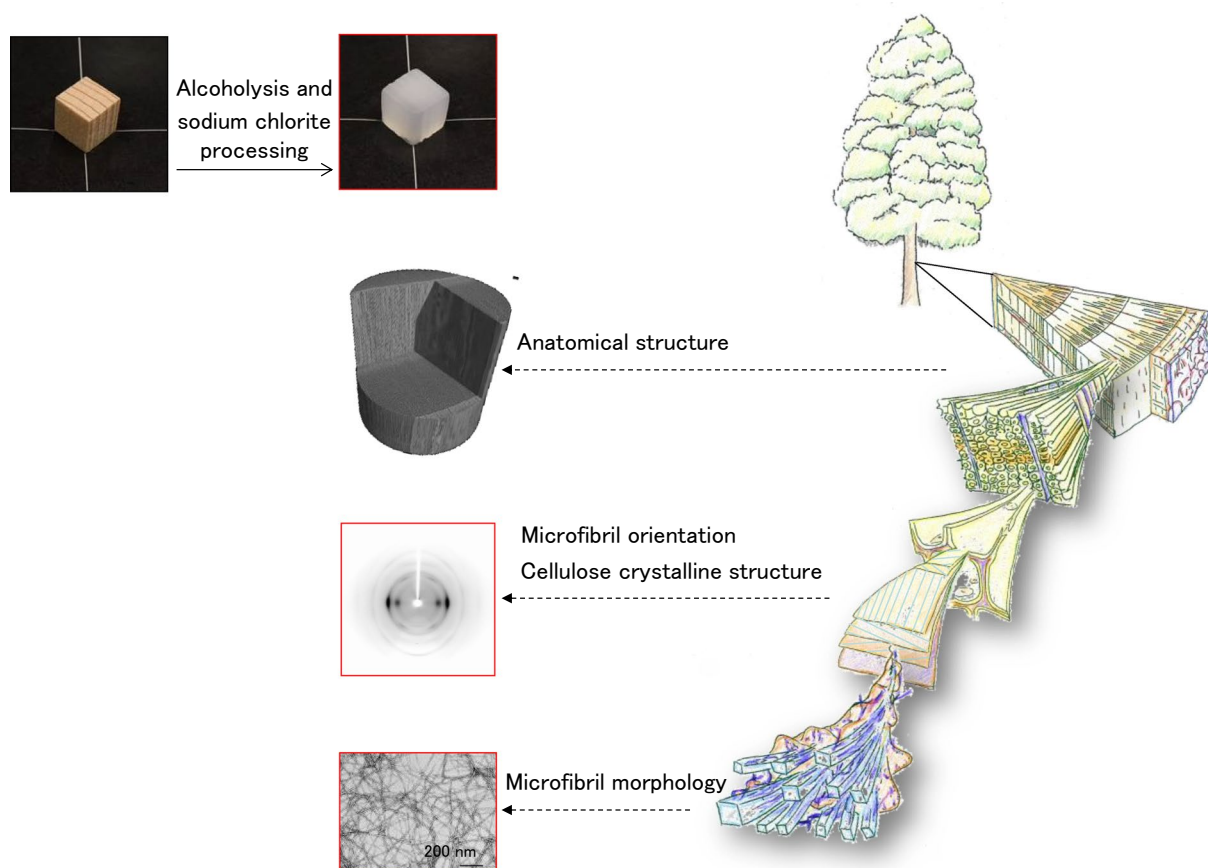 Alcoholysis and
sodium chlorite
processing
Anatomical structure
Microfibril orientation
Cellulose crystalline structure
Microfibril morphology
200 nm